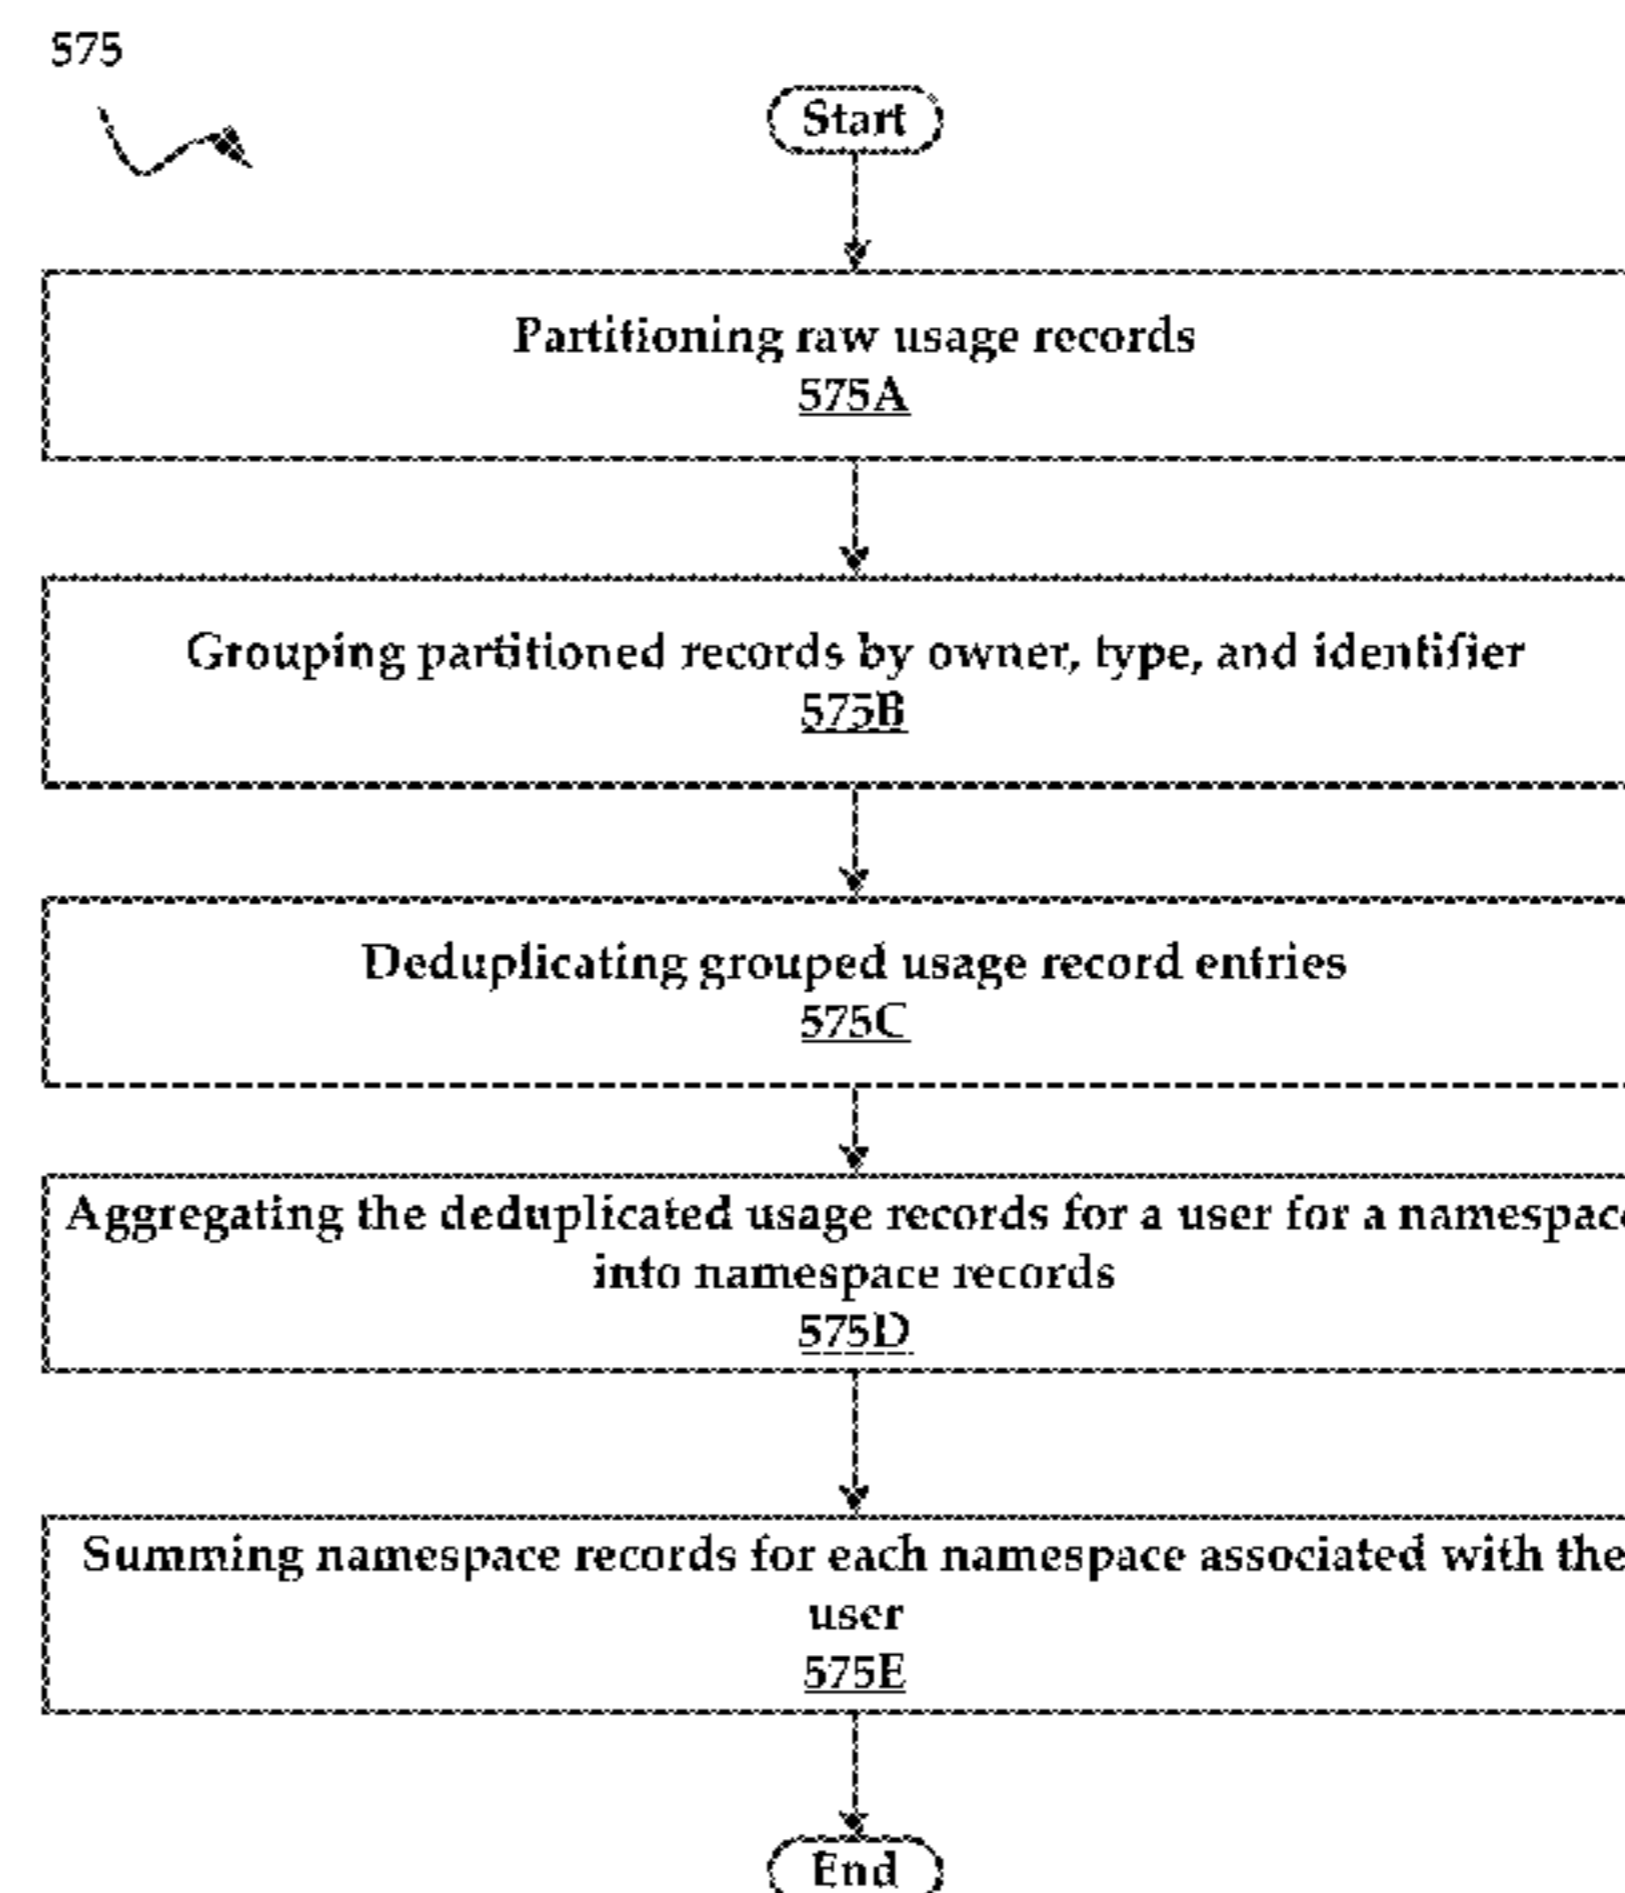 575
Start
Partitioning raw usage records
575A
Grouping partitioned records by owner, type, and identifier
575B
Deduplicating grouped usage record entries
575C
Aggregating the deduplicated usage records for a user for a namespace
into namespace records
575D
Summing namespace records for each namespace associated with the
user
575E
End